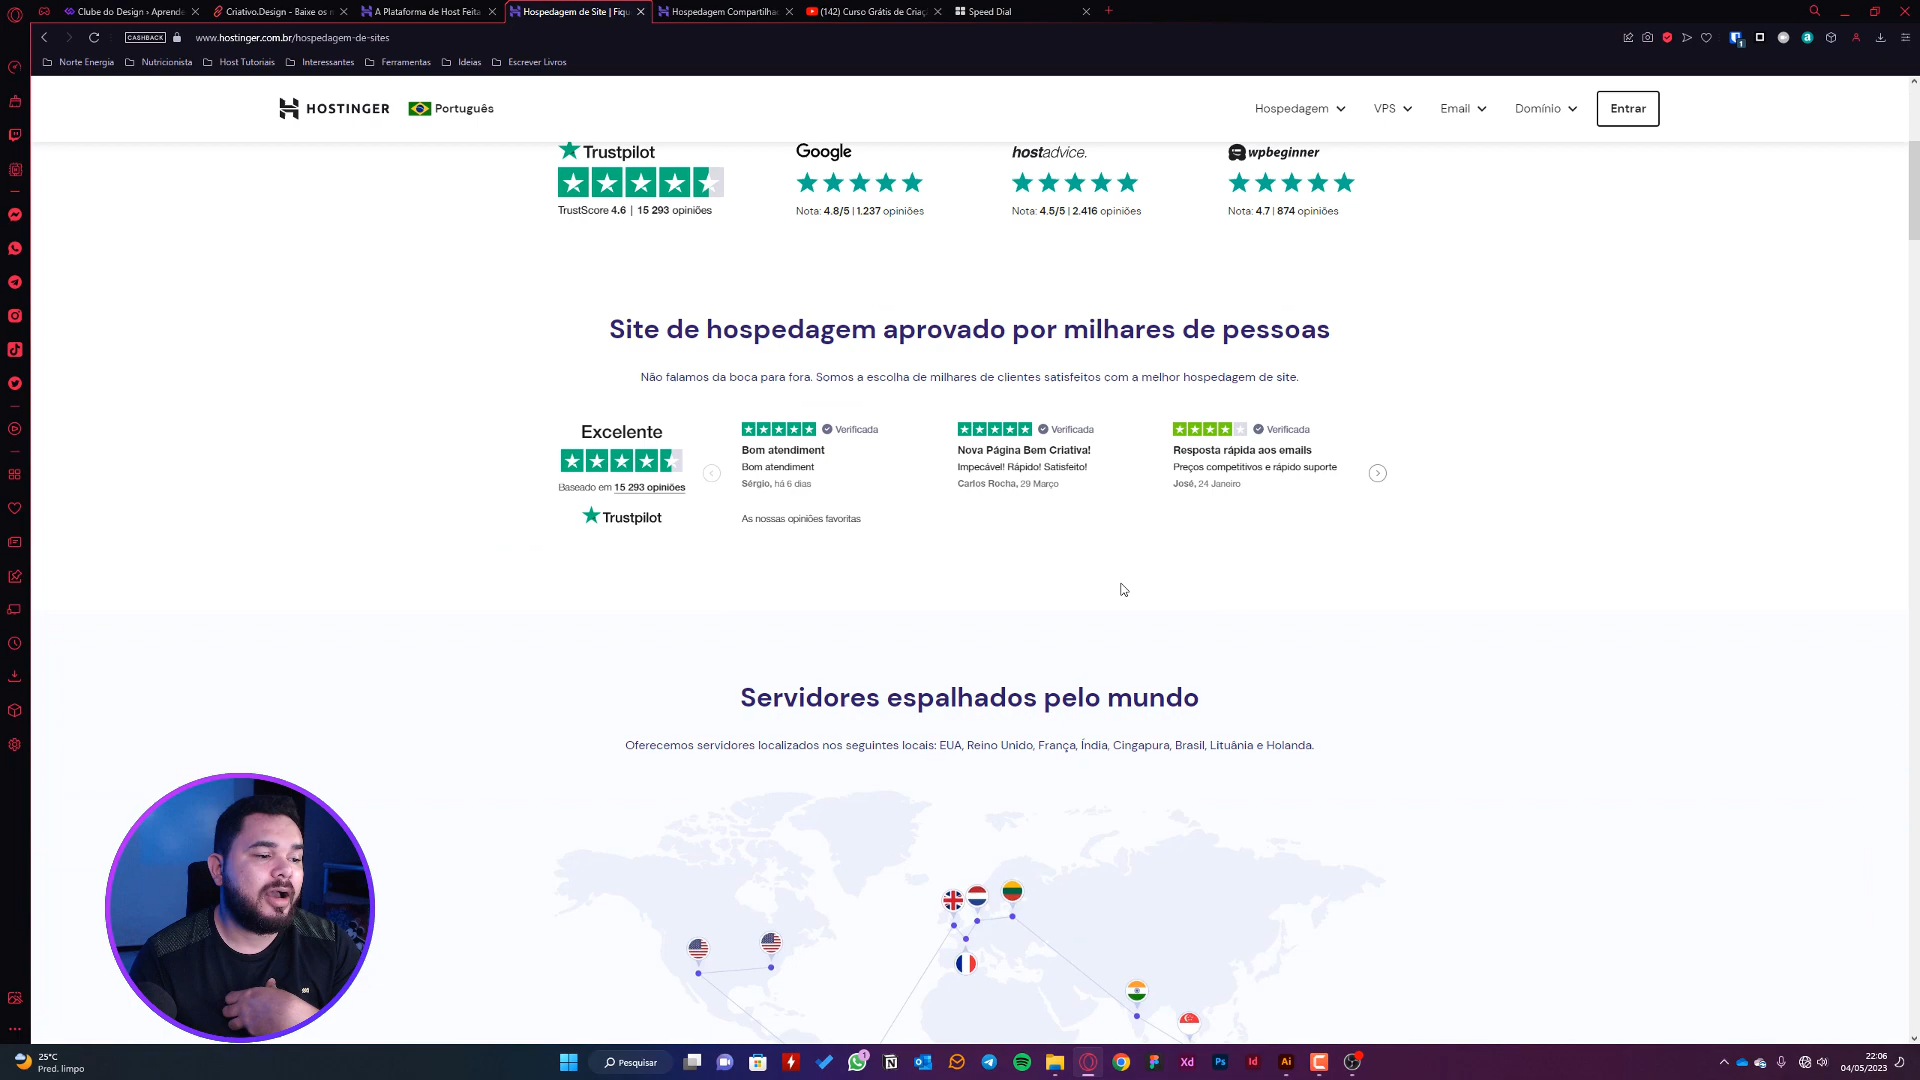 Clube do Design › Aprende
Criativo.Design - Baixe os m
A Plataforma de Host Feita
Hospedagem de Site | Fiqu
Hospedagem Compartilha
(142) Curso Grátis de Criaç
Speed Dial
CASHBACK
www.hostinger.com.br/hospedagem-de-sites
Norte Energia
Nutricionista
Host Tutoriais
Interessantes
Ferramentas
Ideias
Escrever Livros
HOSTINGER
Português
Hospedagem
VPS
Email
Domínio
Entrar
Trustpilot
Google
hostadvice.
wpbeginner
TrustScore 4.6 | 15 293 opiniões
Nota: 4.8/5 | 1.237 opiniões
Nota: 4.5/5 | 2.416 opiniões
Nota: 4.7 | 874 opiniões
Site de hospedagem aprovado por milhares de pessoas
Não falamos da boca para fora. Somos a escolha de milhares de clientes satisfeitos com a melhor hospedagem de site.
Excelente
Baseado em 15 293 opiniões
Trustpilot
Verificada
Bom atendiment
Bom atendiment
Sérgio, há 6 dias
Verificada
Nova Página Bem Criativa!
Impecável! Rápido! Satisfeito!
Carlos Rocha, 29 Março
Verificada
Resposta rápida aos emails
Preços competitivos e rápido suporte
José, 24 Janeiro
As nossas opiniões favoritas
Servidores espalhados pelo mundo
Oferecemos servidores localizados nos seguintes locais: EUA, Reino Unido, França, Índia, Cingapura, Brasil, Lituânia e Holanda.
25°C
Pred. limpo
Pesquisar
1
Xd
Ps
Id
Ai
22:06
04/05/2023